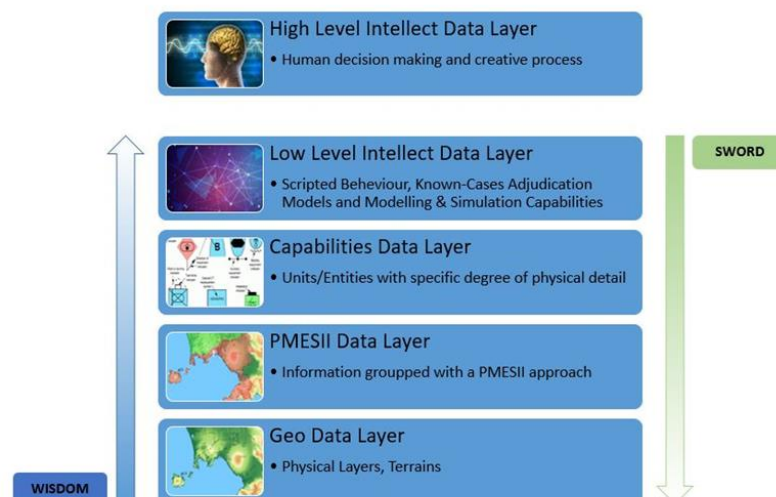 High Level Intellect Data Layer
• Human decision making and creative process
Low Level Intellect Data Layer
• Scripted Beheviour, Known-Cases Adjudication
Models and Modelling & Simulation Capabilities
SWORD
Capabilities Data Layer
• Units/Entities with specific degree of physical detail
PMESII Data Layer
• Information groupped with a PMESII approach
Geo Data Layer
• Physical Layers, Terrains
WISDOM